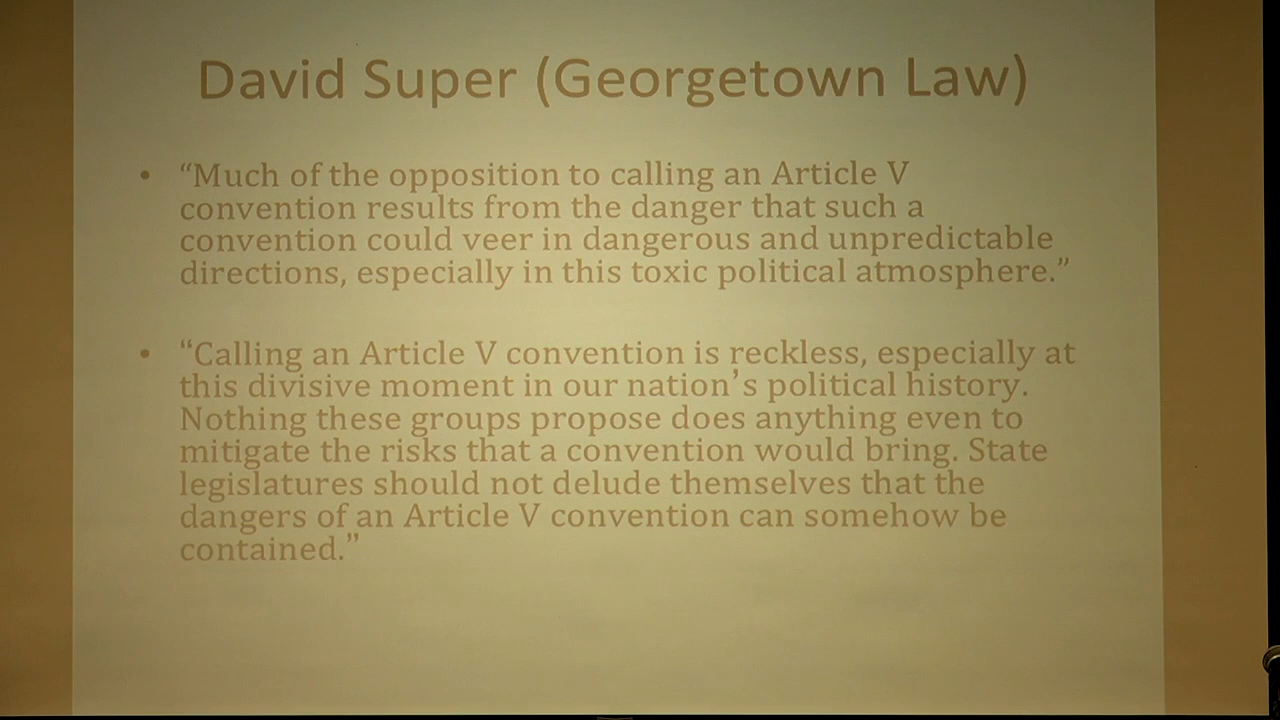 David Super (Georgetown Law)
• “Much of the opposition to calling an Article V
convention results from the danger that such a
convention could veer in dangerous and unpredictable
directions, especially in this toxic political atmosphere.”
• “Calling an Article V convention is reckless, especially at
this divisive moment in our nation’s political history.
Nothing these groups propose does anything even to
mitigate the risks that a convention would bring. State
legislatures should not delude themselves that the
dangers of an Article V convention can somehow be
contained.”